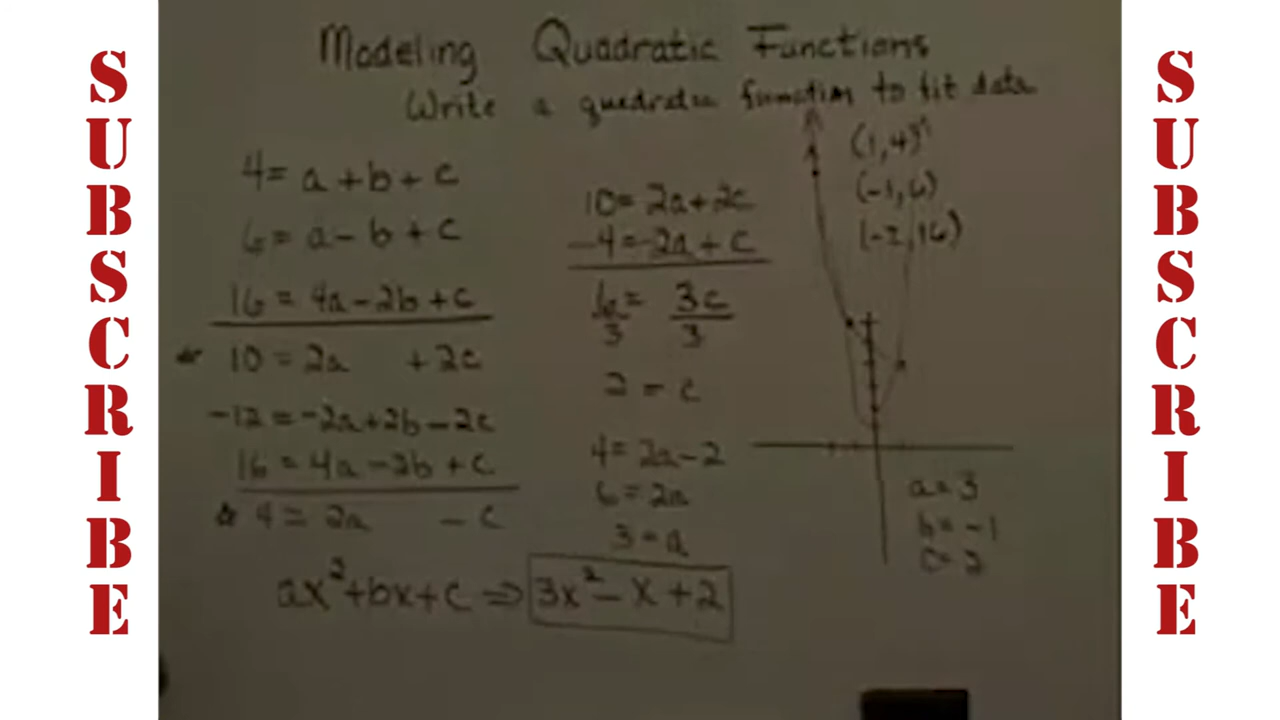 SUBSCRIBE
Modeling Quadratic Functions
Write a quadratic function to fit data
4 = a + b + c
6 = a - b + c
16 = 4a - 2b + c
10 = 2a + 2c
-12 = -2a + 2b - 2c
16 = 4a - 2b + c
4 = 2a - c
ax² + bx + c ⇒ 3x² - x + 2
10 = 2a + 2c
-4 = -2a + c
6/3 = 3c/3
2 = c
4 = 2a - 2
6 = 2a
3 = a
(1, 4)
(-1, 6)
(-2, 16)
a = 3
b = -1
c = 2
SUBSCRIBE